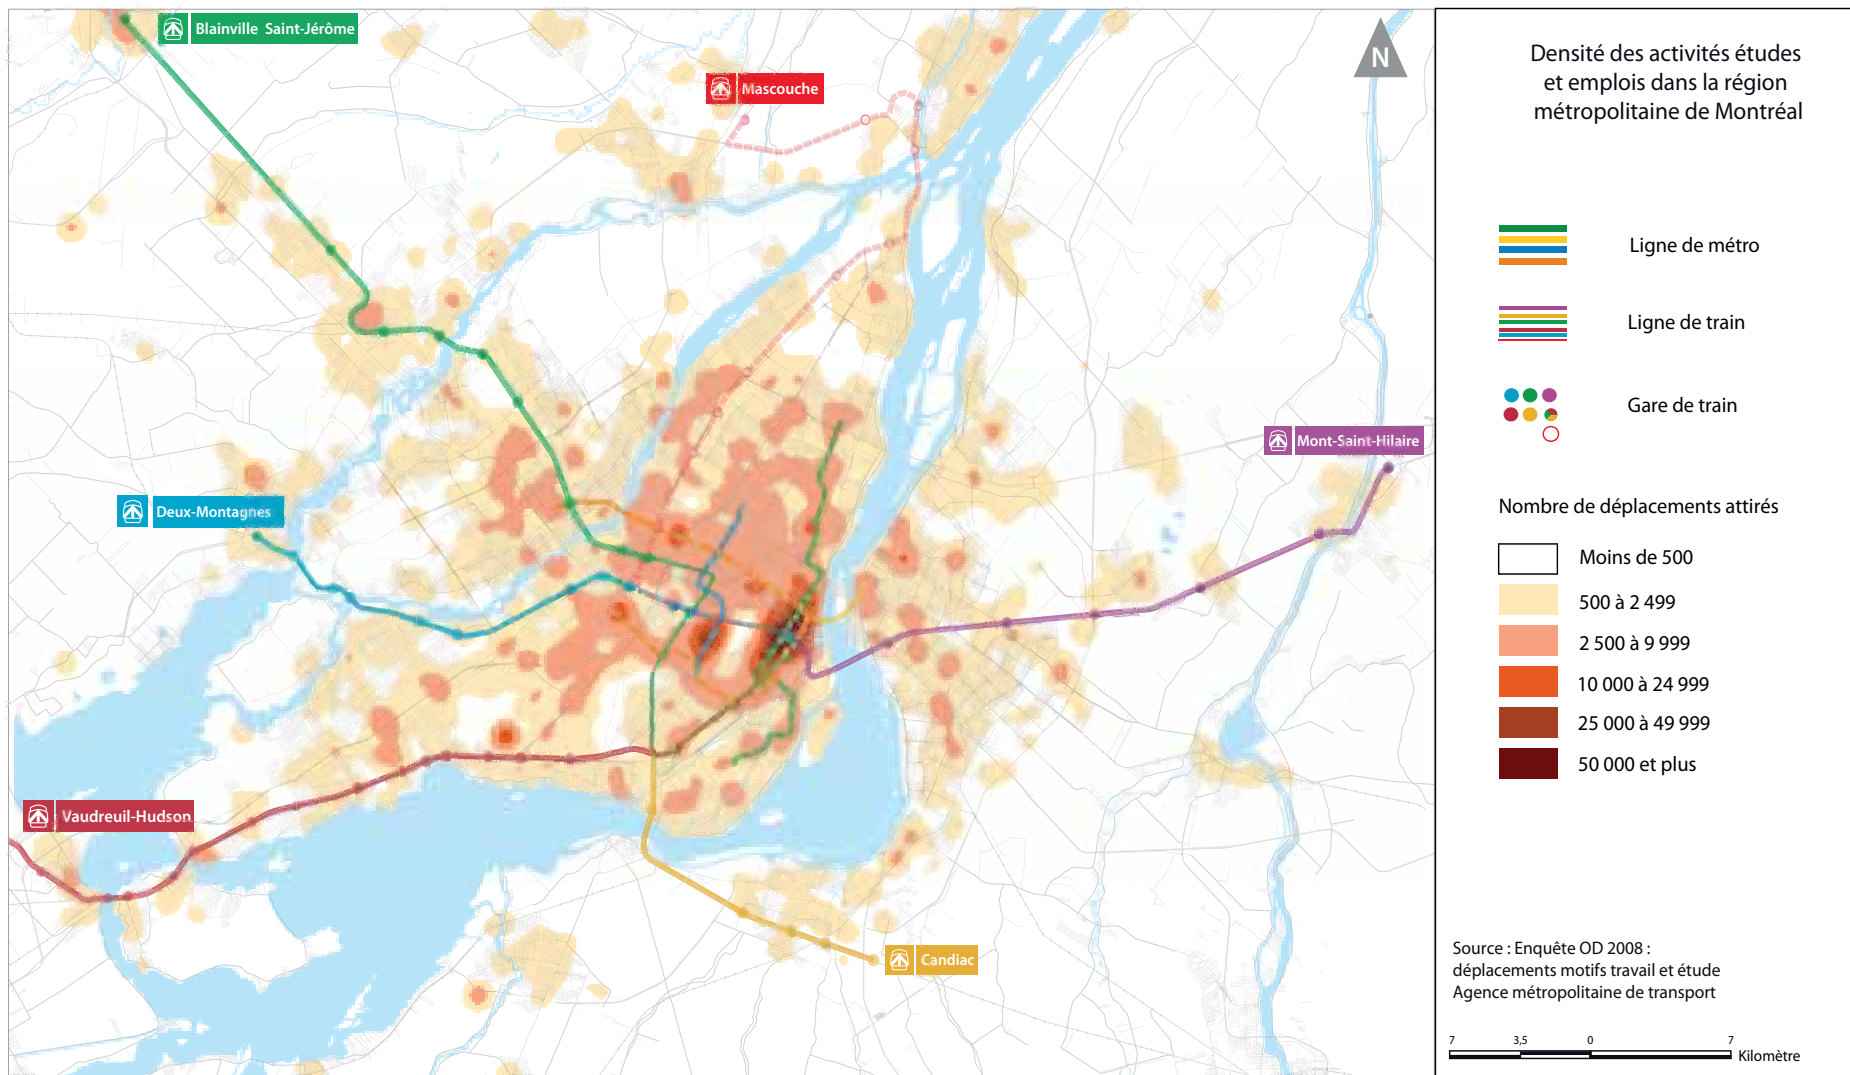 Blainville Saint-Jérôme
Mascouche
N
Mont-Saint-Hilaire
Deux-Montagnes
Vaudreuil-Hudson
Candiac
Densité des activités études
et emplois dans la région
métropolitaine de Montréal
Ligne de métro
Ligne de train
Gare de train
Nombre de déplacements attirés
Moins de 500
500 à 2 499
2 500 à 9 999
10 000 à 24 999
25 000 à 49 999
50 000 et plus
Source : Enquête OD 2008 :
déplacements motifs travail et étude
Agence métropolitaine de transport
7 3,5 0 7
Kilomètre